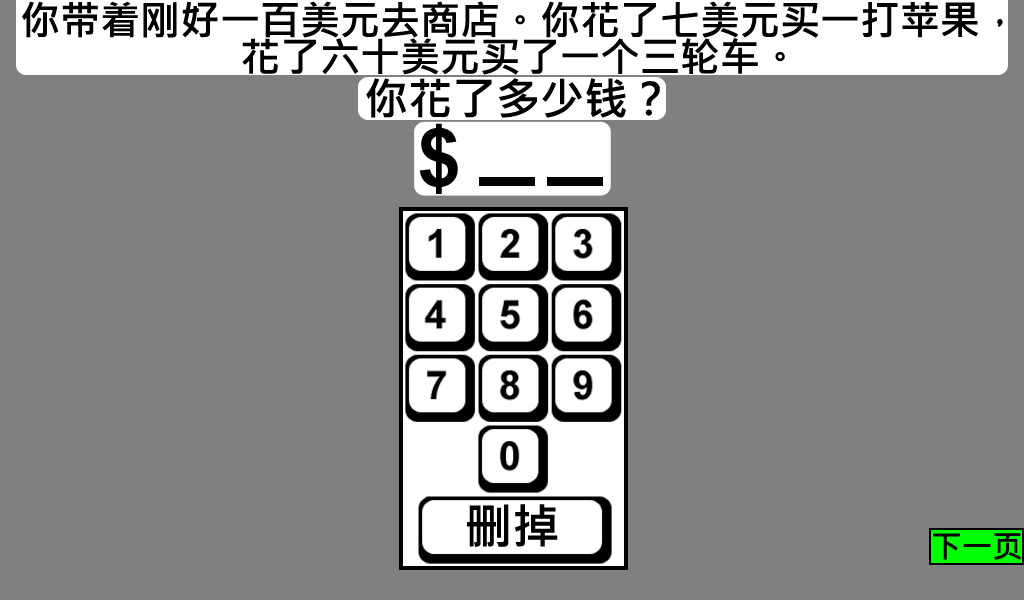 你带着刚好一百美元去商店。你花了七美元买一打苹果，
花了六十美元买了一个三轮车。
你花了多少钱？
$ _ _
1 2 3
4 5 6
7 8 9
0
删掉
下一页